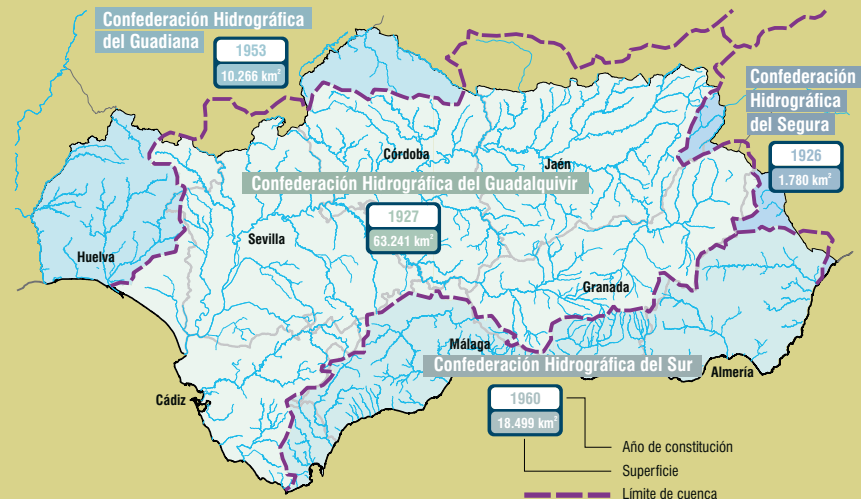 Confederación Hidrográfica
del Guadiana
1953
10.266 km²
Confederación
Hidrográfica
del Segura
1926
1.780 km²
Córdoba
Jaén
Confederación Hidrográfica del Guadalquivir
1927
63.241 km²
Sevilla
Huelva
Granada
Málaga
Confederación Hidrográfica del Sur
Almería
Cádiz
1960
18.499 km²
Año de constitución
Superficie
Límite de cuenca